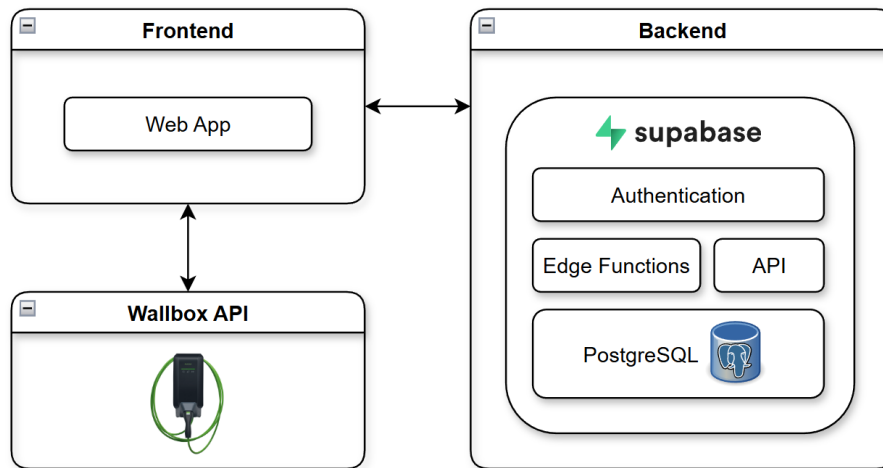 Frontend
Web App
Wallbox API
Backend
supabase
Authentication
Edge Functions
API
PostgreSQL